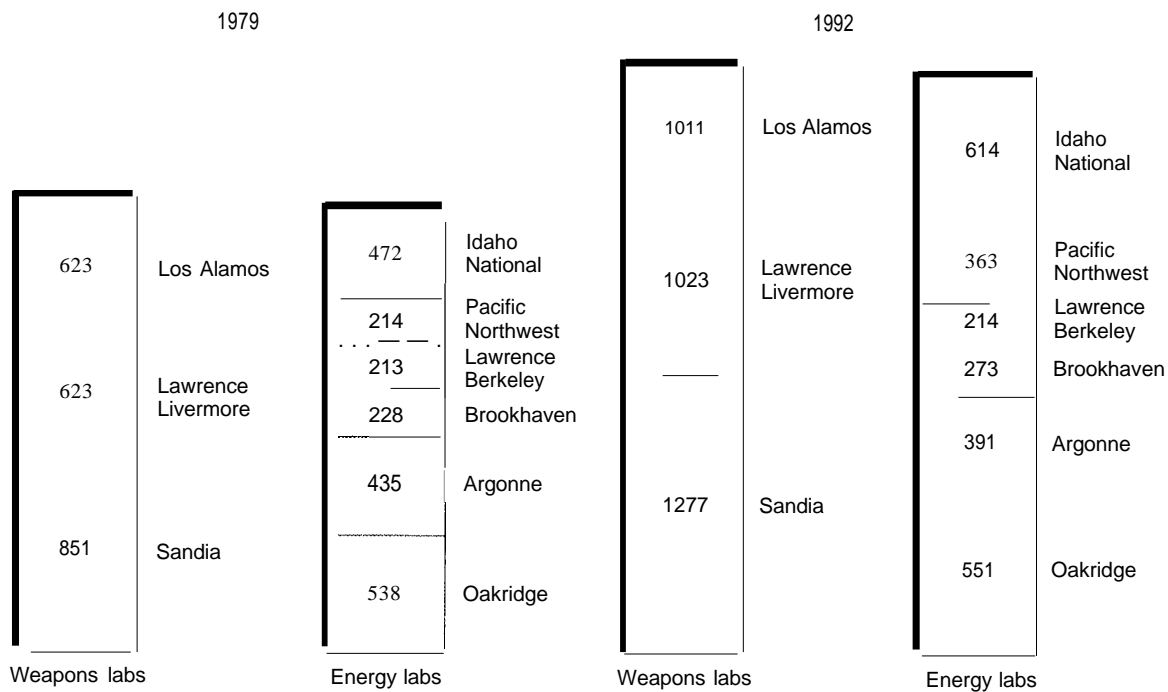 1979
623
Los Alamos
623
Lawrence
Livermore
851
Sandia
Weapons labs
472
Idaho
National
214
Pacific
Northwest
213
Lawrence
Berkeley
228
Brookhaven
435
Argonne
538
Oakridge
Energy labs
1992
1011
Los Alamos
1023
Lawrence
Livermore
1277
Sandia
Weapons labs
614
Idaho
National
363
Pacific
Northwest
214
Lawrence
Berkeley
273
Brookhaven
391
Argonne
551
Oakridge
Energy labs